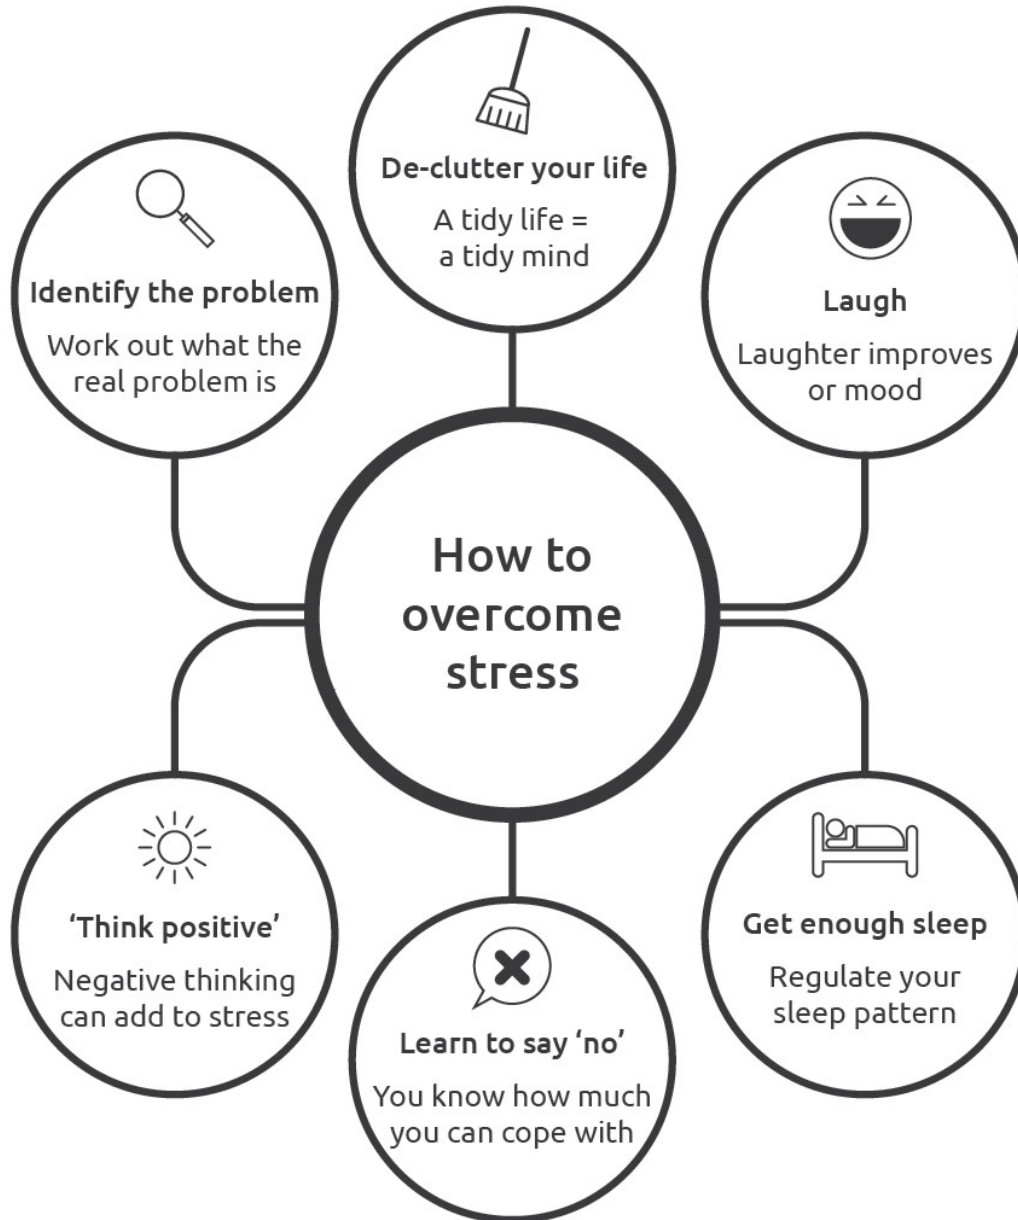 De-clutter your life
A tidy life =
a tidy mind
Identify the problem
Work out what the
real problem is
Laugh
Laughter improves
or mood
How to
overcome
stress
‘Think positive’
Negative thinking
can add to stress
Get enough sleep
Regulate your
sleep pattern
Learn to say ‘no’
You know how much
you can cope with